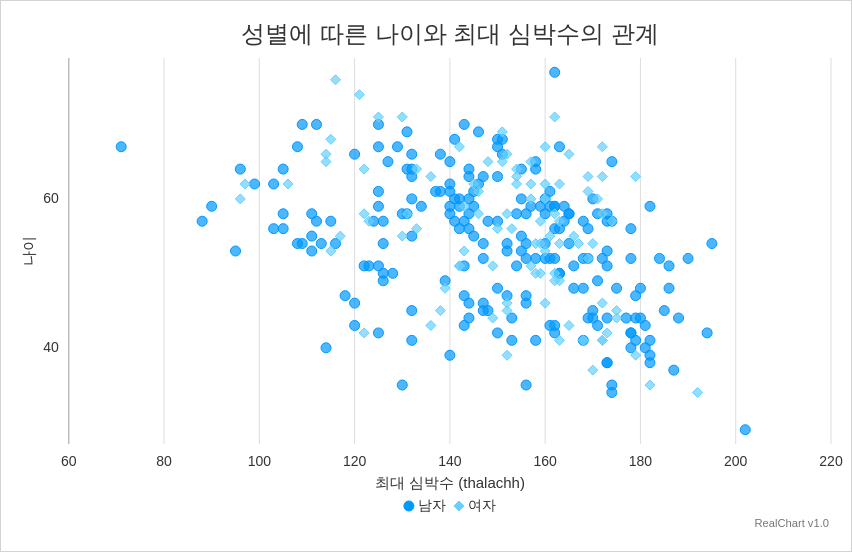 성별에 따른 나이와 최대 심박수의 관계
나이
60
40
60 80 100 120 140 160 180 200 220
최대 심박수 (thalachh)
남자 여자
RealChart v1.0